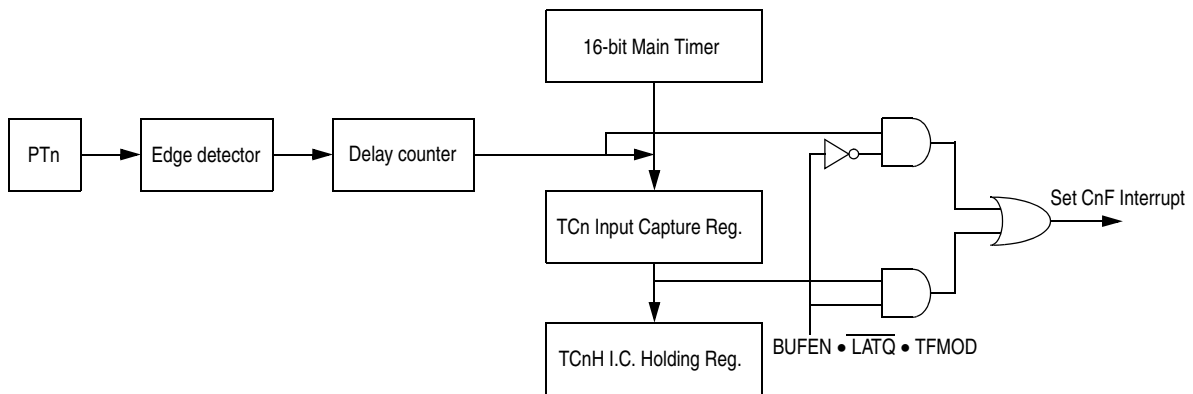 16-bit Main Timer
PTn
Edge detector
Delay counter
Set CnF Interrupt
TCn Input Capture Reg.
TCnH I.C. Holding Reg.
BUFEN • L̅A̅T̅Q̅ • TFMOD